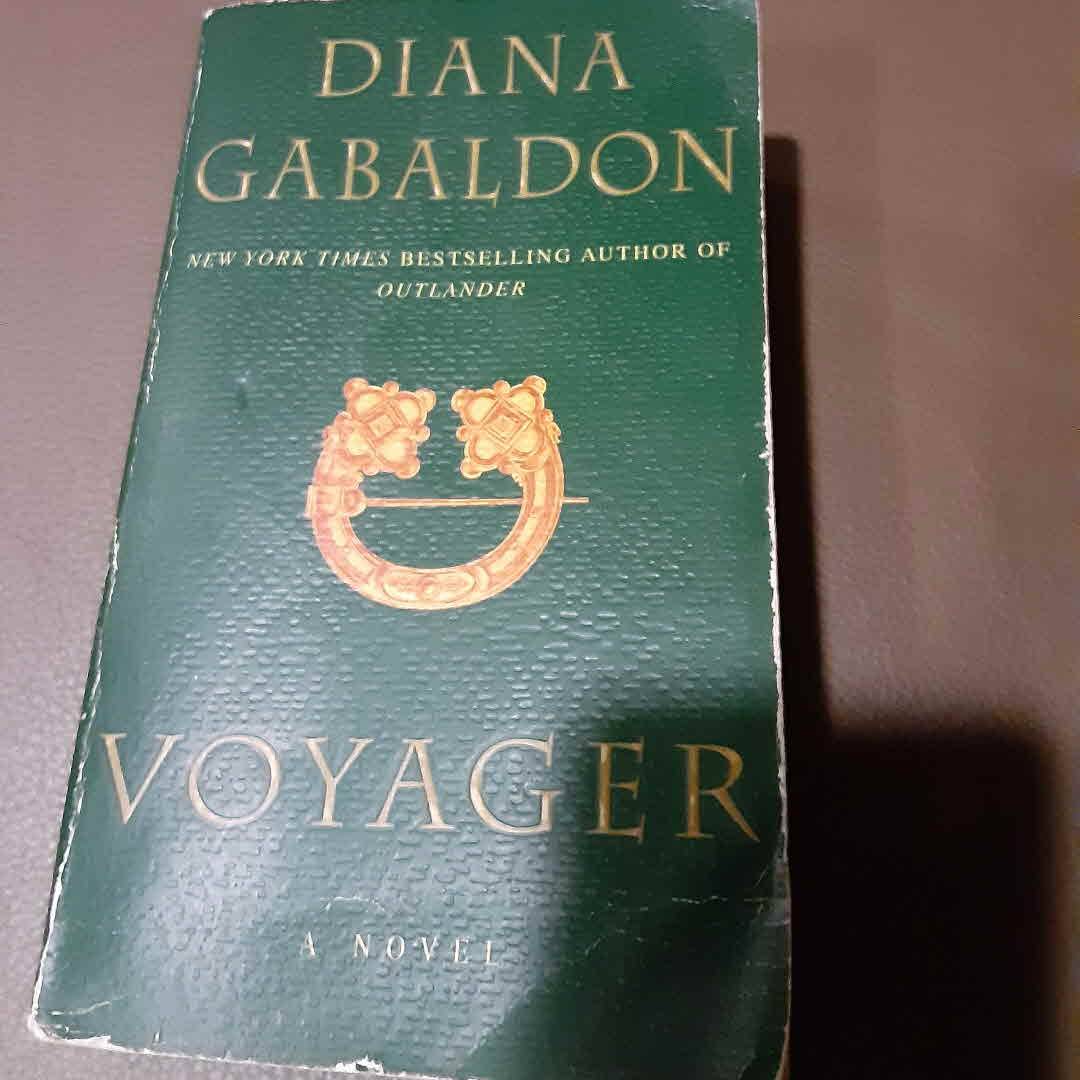 DIANA
GABALDON
NEW YORK TIMES BESTSELLING AUTHOR OF
OUTLANDER
VOYAGER
A NOVEL